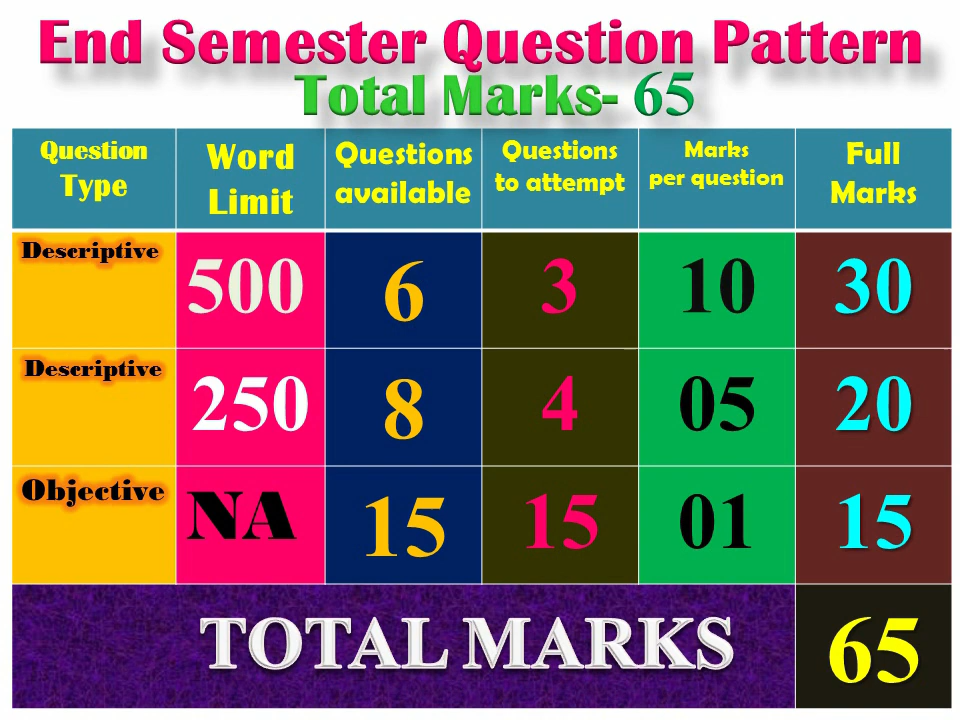 End Semester Question Pattern
Total Marks- 65
Question Type Word Limit Questions available Questions to attempt Marks per question Full Marks
Descriptive 500 6 3 10 30
Descriptive 250 8 4 05 20
Objective NA 15 15 01 15
TOTAL MARKS 65